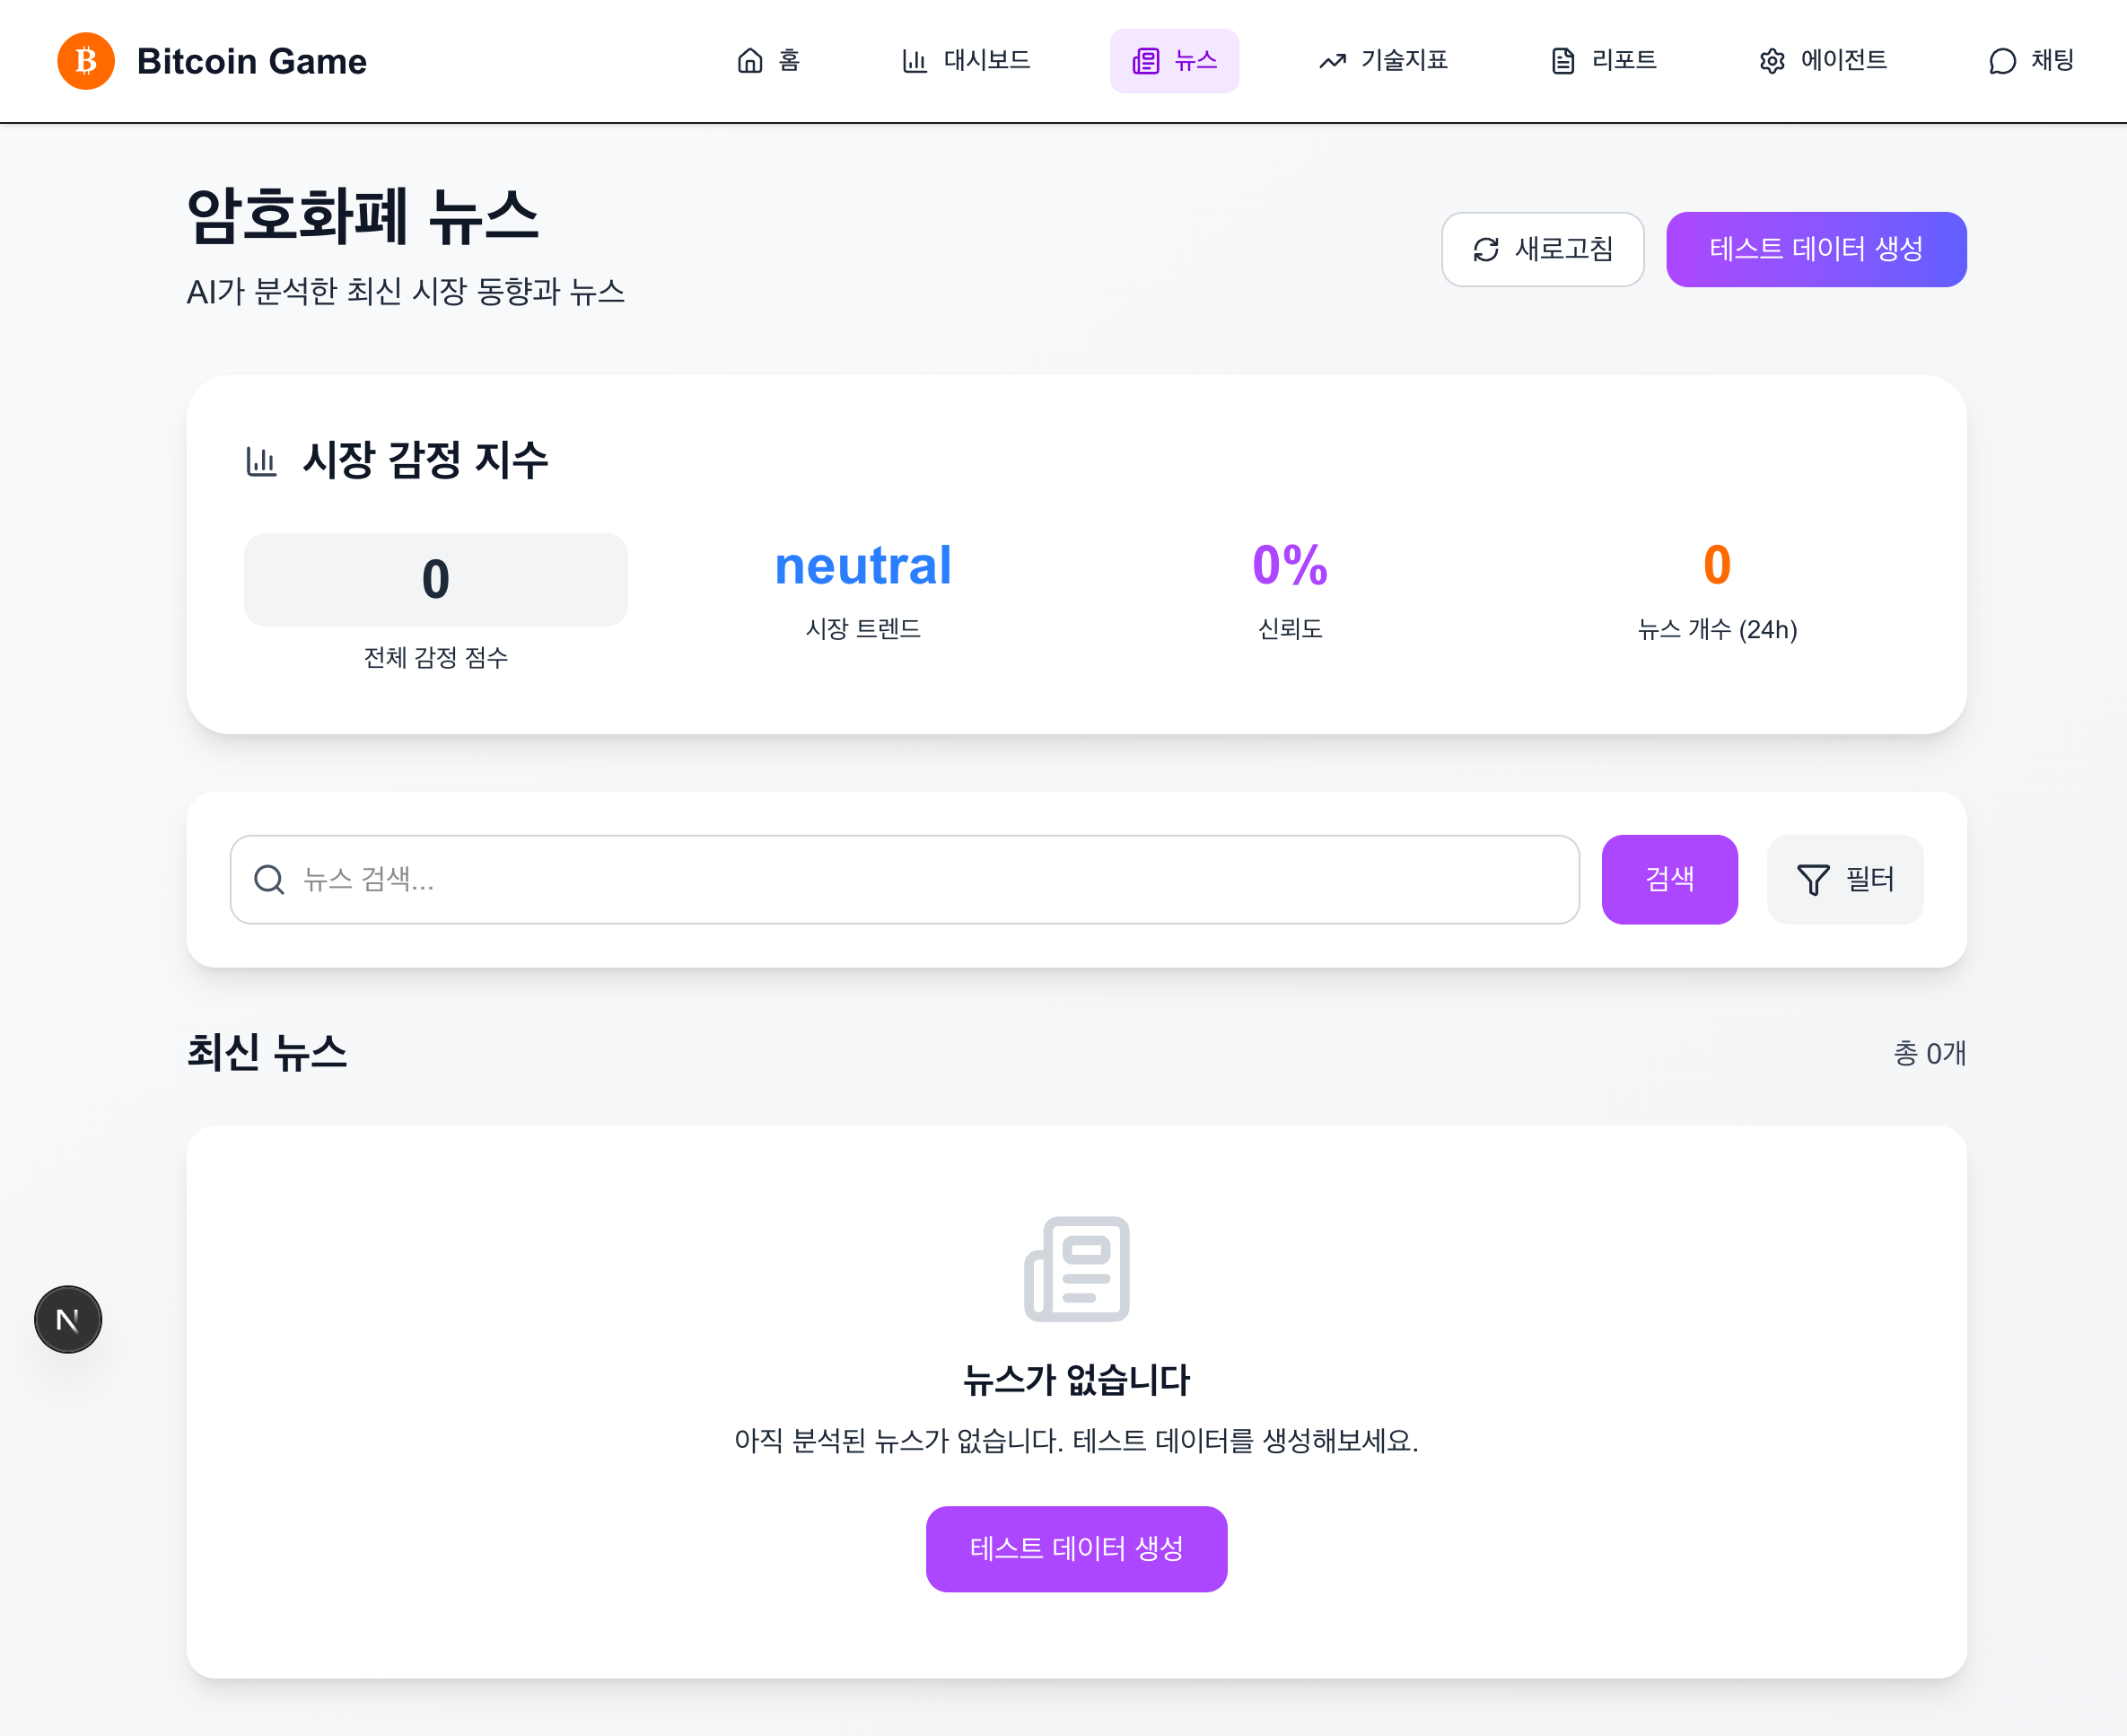 Bitcoin Game
홈
대시보드
뉴스
기술지표
리포트
에이전트
채팅
암호화폐 뉴스
AI가 분석한 최신 시장 동향과 뉴스
새로고침
테스트 데이터 생성
시장 감정 지수
0
전체 감정 점수
neutral
시장 트렌드
0%
신뢰도
0
뉴스 개수 (24h)
뉴스 검색...
검색
필터
최신 뉴스
총 0개
N
뉴스가 없습니다
아직 분석된 뉴스가 없습니다. 테스트 데이터를 생성해보세요.
테스트 데이터 생성